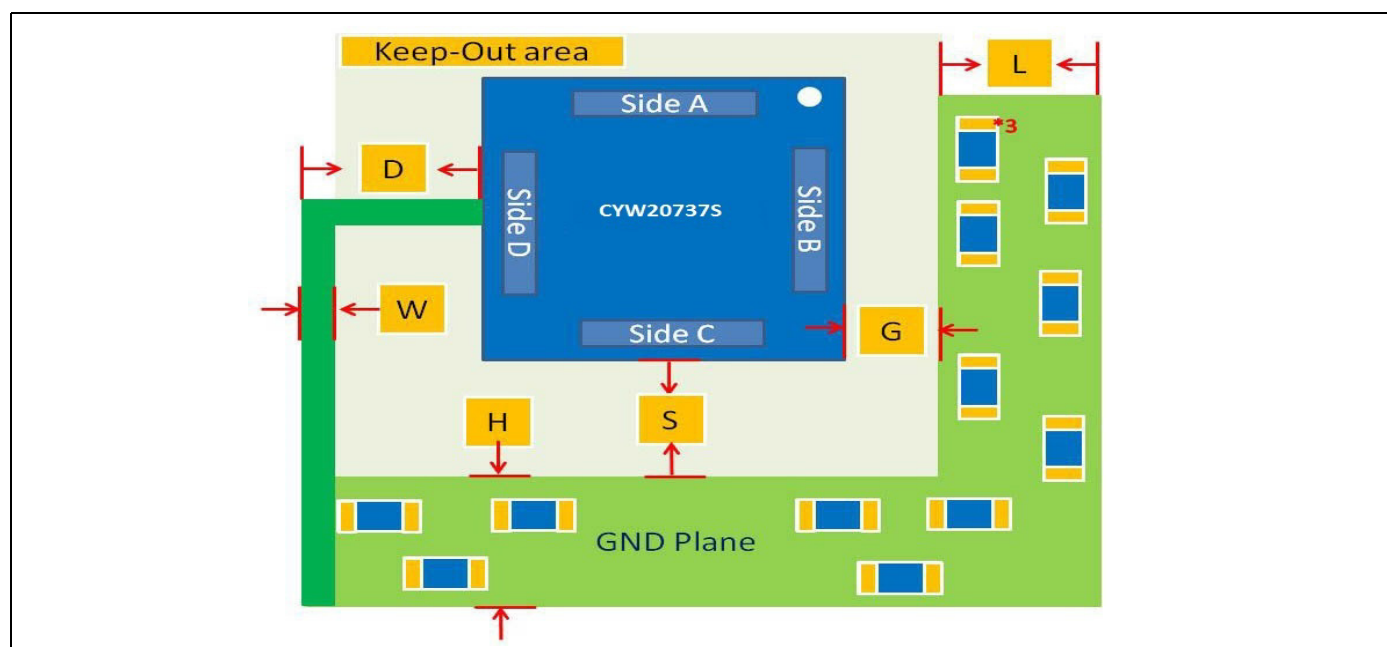 Keep-Out area
L
Side A
*3
D
Side D
CYW20737S
Side B
W
Side C
G
H
S
GND Plane